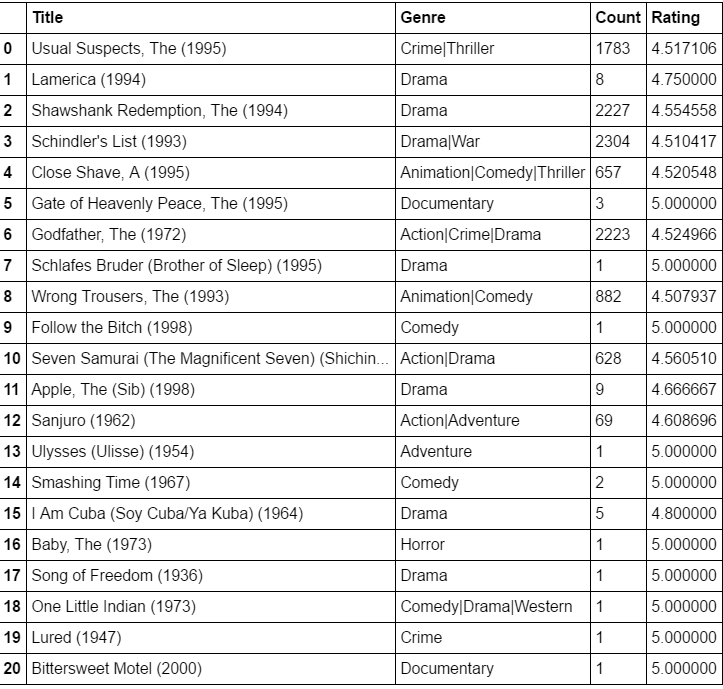 Title Genre Count Rating
0 Usual Suspects, The (1995) Crime|Thriller 1783 4.517106
1 Lamerica (1994) Drama 8 4.750000
2 Shawshank Redemption, The (1994) Drama 2227 4.554558
3 Schindler's List (1993) Drama|War 2304 4.510417
4 Close Shave, A (1995) Animation|Comedy|Thriller 657 4.520548
5 Gate of Heavenly Peace, The (1995) Documentary 3 5.000000
6 Godfather, The (1972) Action|Crime|Drama 2223 4.524966
7 Schlafes Bruder (Brother of Sleep) (1995) Drama 1 5.000000
8 Wrong Trousers, The (1993) Animation|Comedy 882 4.507937
9 Follow the Bitch (1998) Comedy 1 5.000000
10 Seven Samurai (The Magnificent Seven) (Shichin... Action|Drama 628 4.560510
11 Apple, The (Sib) (1998) Drama 9 4.666667
12 Sanjuro (1962) Action|Adventure 69 4.608696
13 Ulysses (Ulisse) (1954) Adventure 1 5.000000
14 Smashing Time (1967) Comedy 2 5.000000
15 I Am Cuba (Soy Cuba/Ya Kuba) (1964) Drama 5 4.800000
16 Baby, The (1973) Horror 1 5.000000
17 Song of Freedom (1936) Drama 1 5.000000
18 One Little Indian (1973) Comedy|Drama|Western 1 5.000000
19 Lured (1947) Crime 1 5.000000
20 Bittersweet Motel (2000) Documentary 1 5.000000